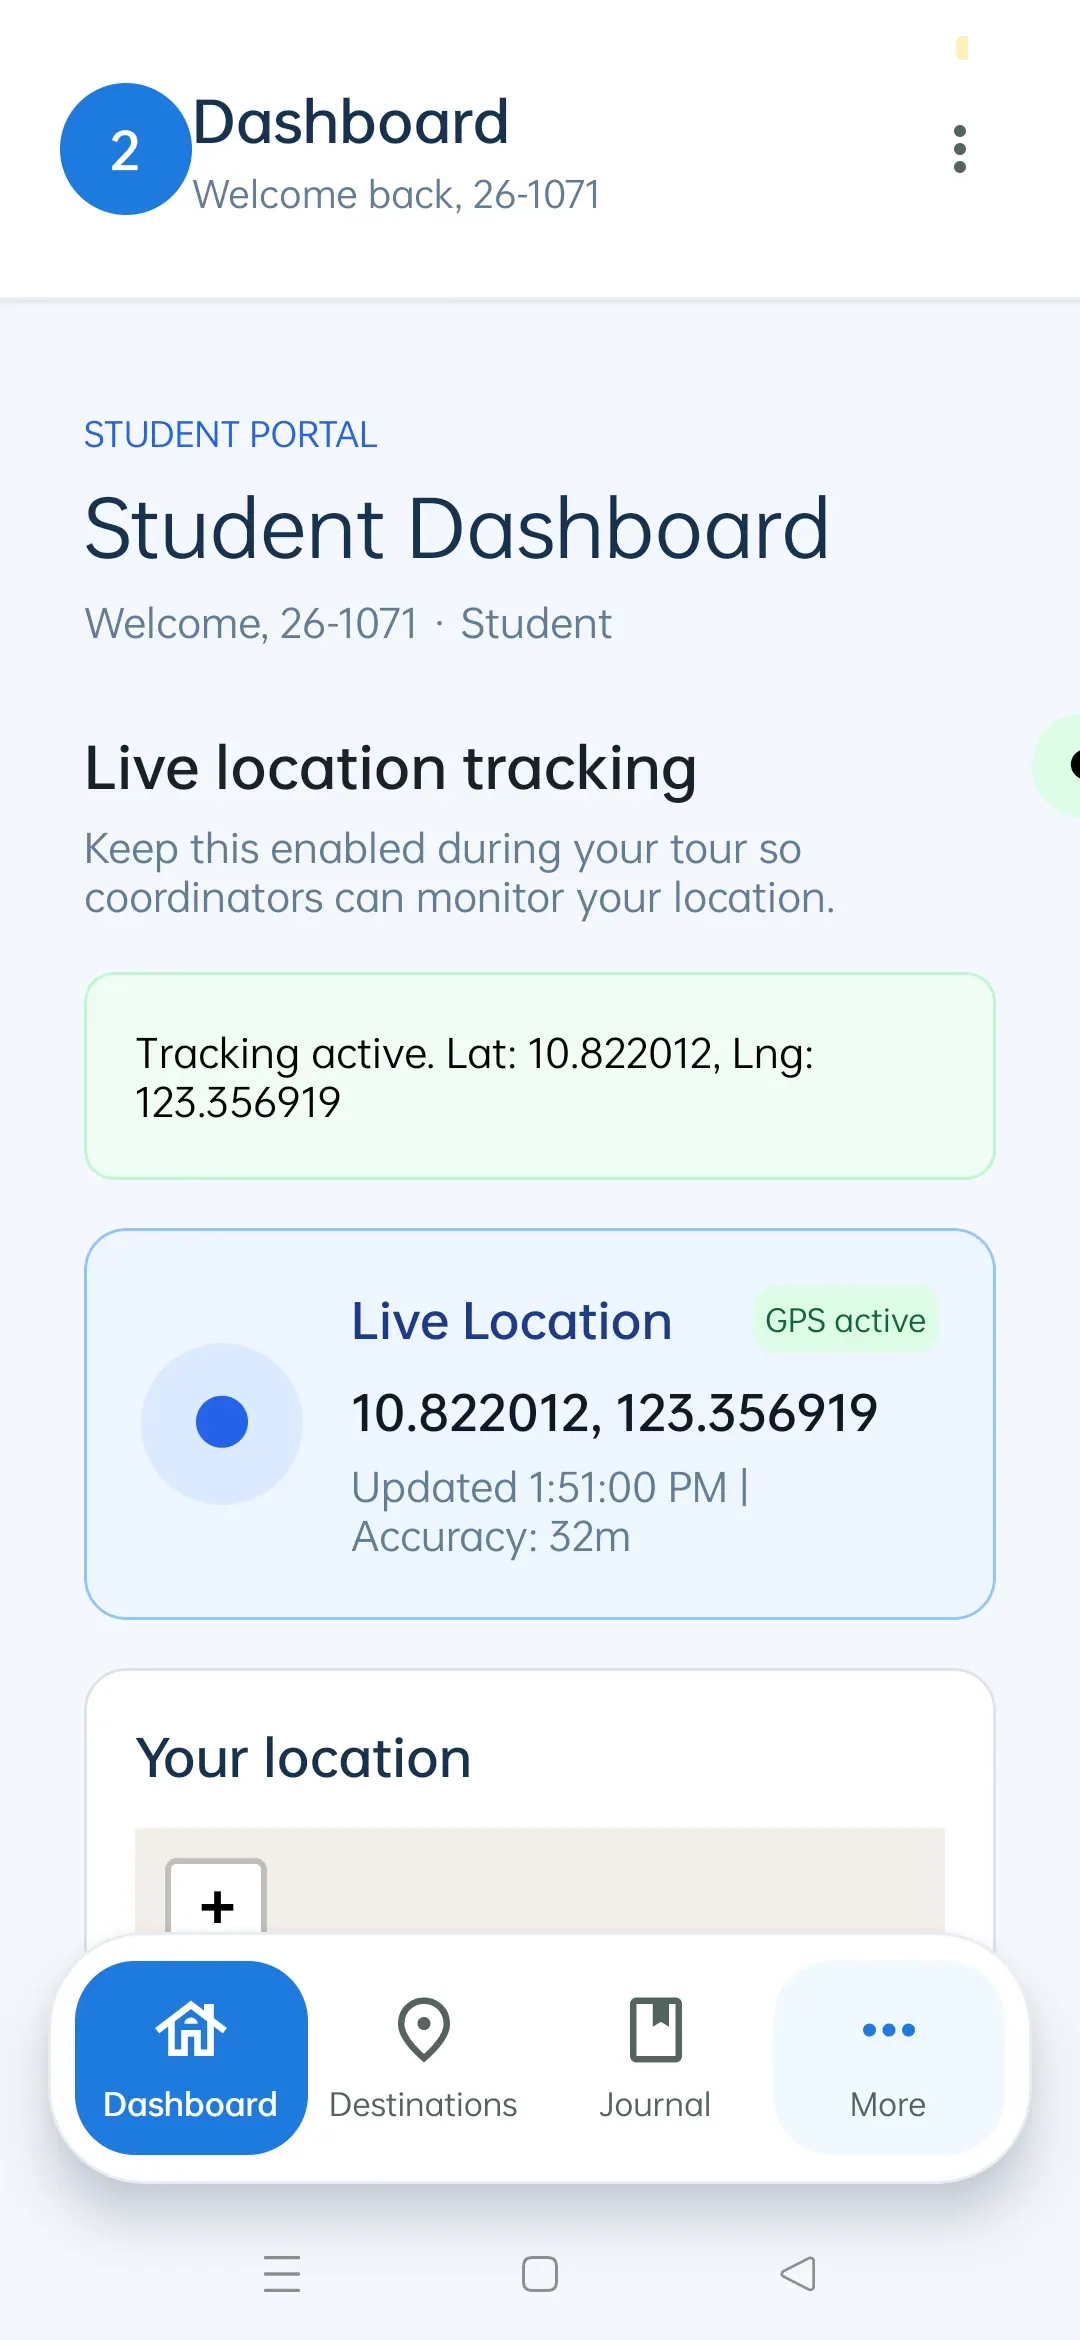 2
Dashboard
Welcome back, 26-1071
STUDENT PORTAL
Student Dashboard
Welcome, 26-1071 · Student
Live location tracking
Keep this enabled during your tour so
coordinators can monitor your location.
Tracking active. Lat: 10.822012, Lng:
123.356919
Live Location
GPS active
10.822012, 123.356919
Updated 1:51:00 PM |
Accuracy: 32m
Your location
+
Dashboard
Destinations
Journal
More